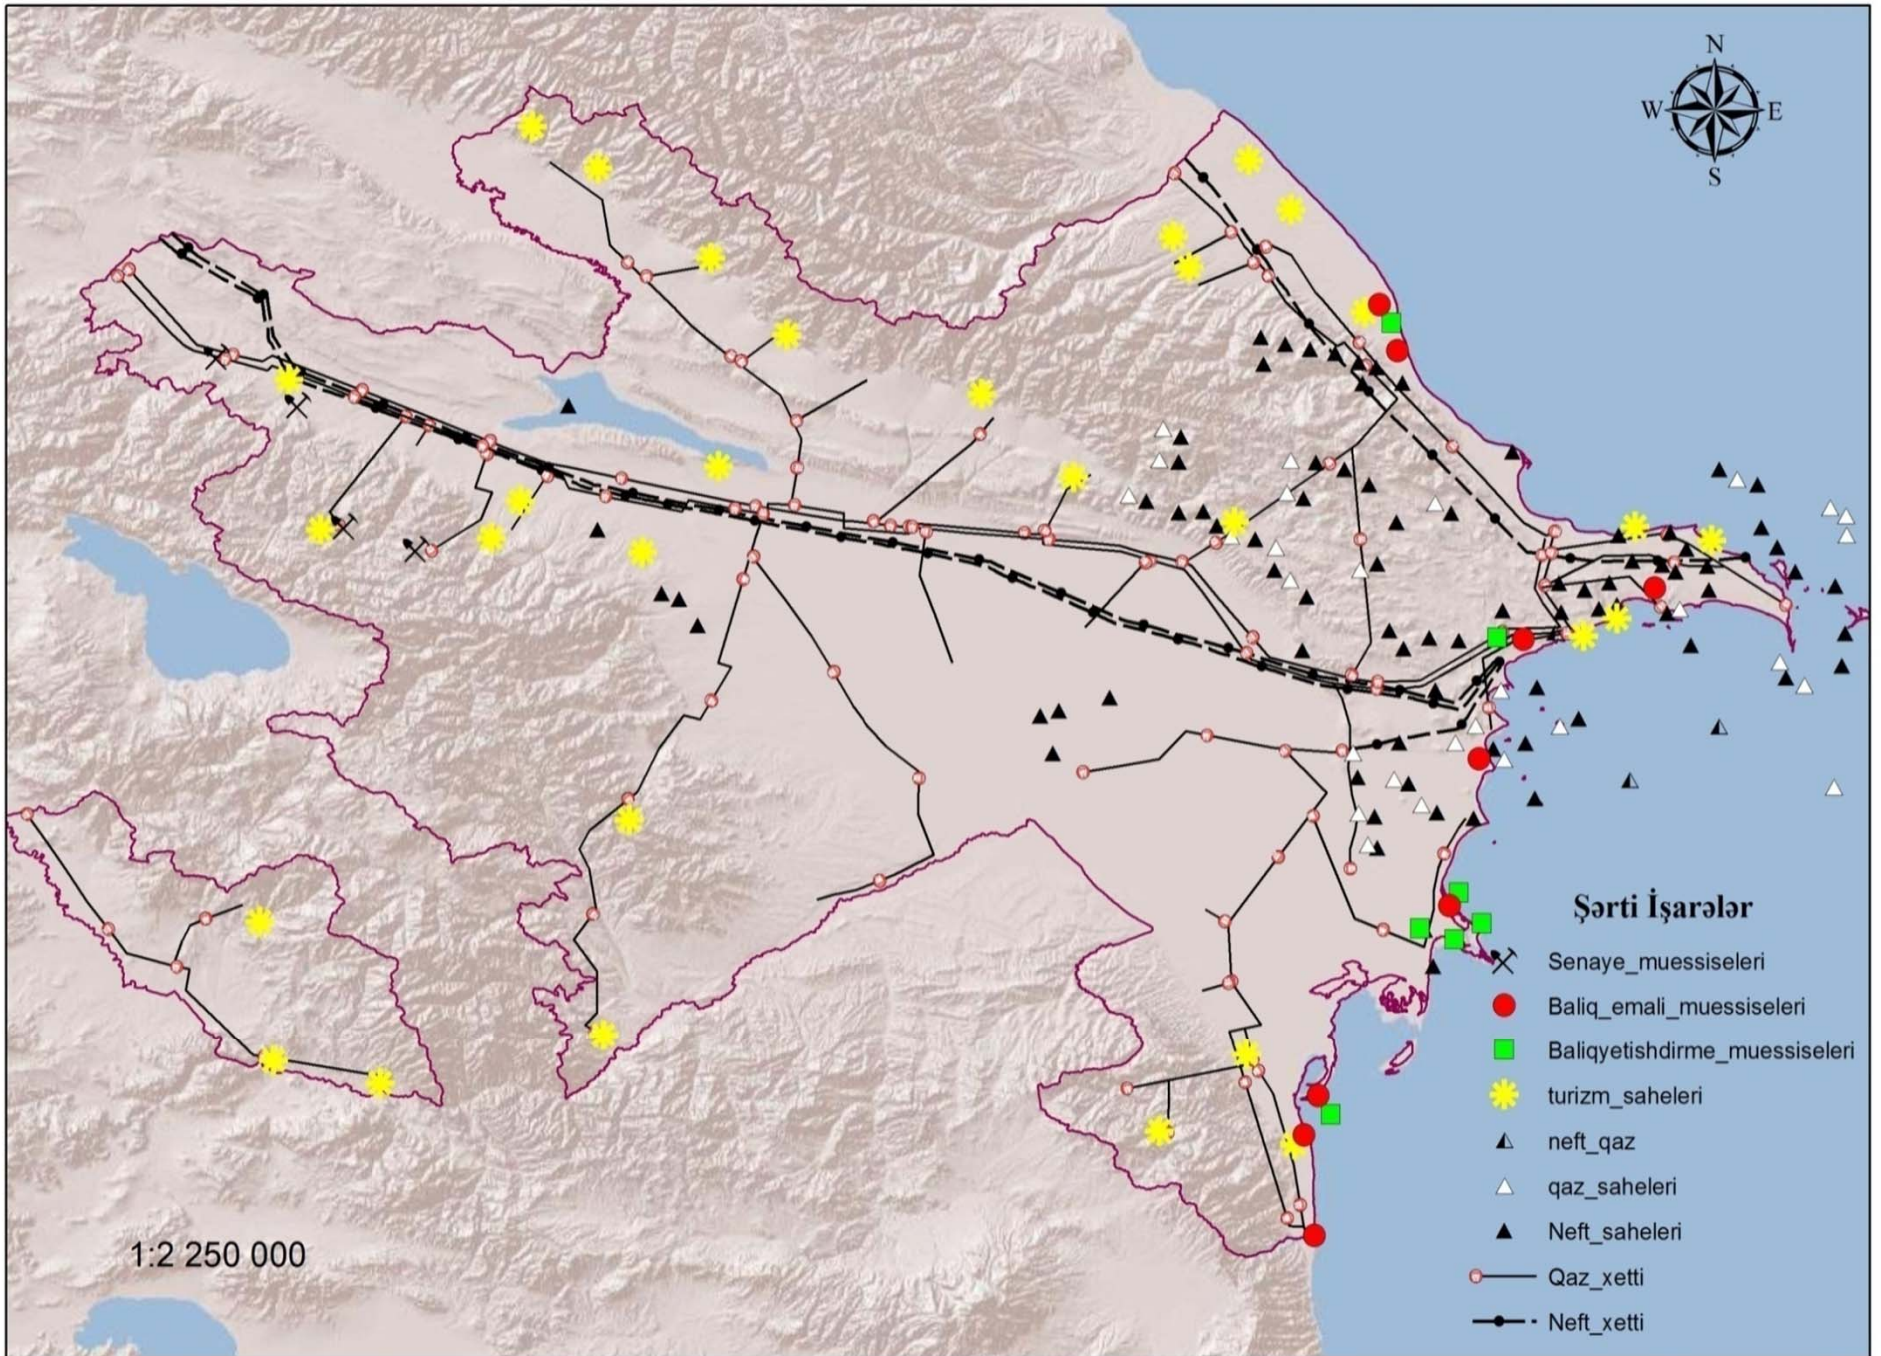 N
W E
S
Şərti İşarələr
Senaye_muessiseleri
Baliq_emali_muessiseleri
Baliqyetishdirme_muessiseleri
turizm_saheleri
neft_qaz
qaz_saheleri
Neft_saheleri
Qaz_xetti
Neft_xetti
1:2 250 000